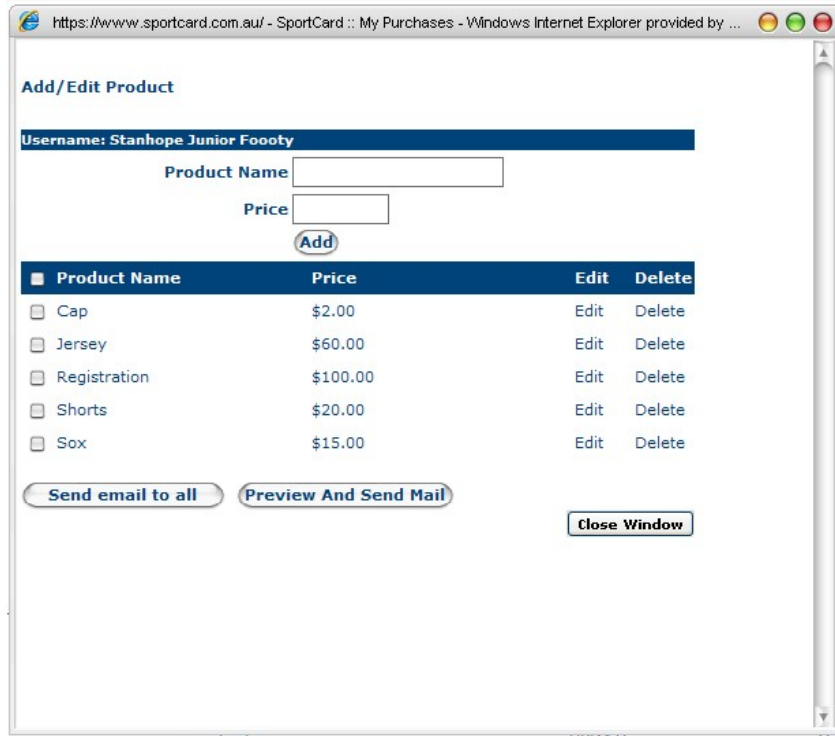 https://www.sportcard.com.au/ - SportCard :: My Purchases - Windows Internet Explorer provided by ...
Add/Edit Product
Username: Stanhope Junior Foooty
Product Name
Price
Add
Product Name Price Edit Delete
Cap $2.00 Edit Delete
Jersey $60.00 Edit Delete
Registration $100.00 Edit Delete
Shorts $20.00 Edit Delete
Sox $15.00 Edit Delete
Send email to all Preview And Send Mail
Close Window